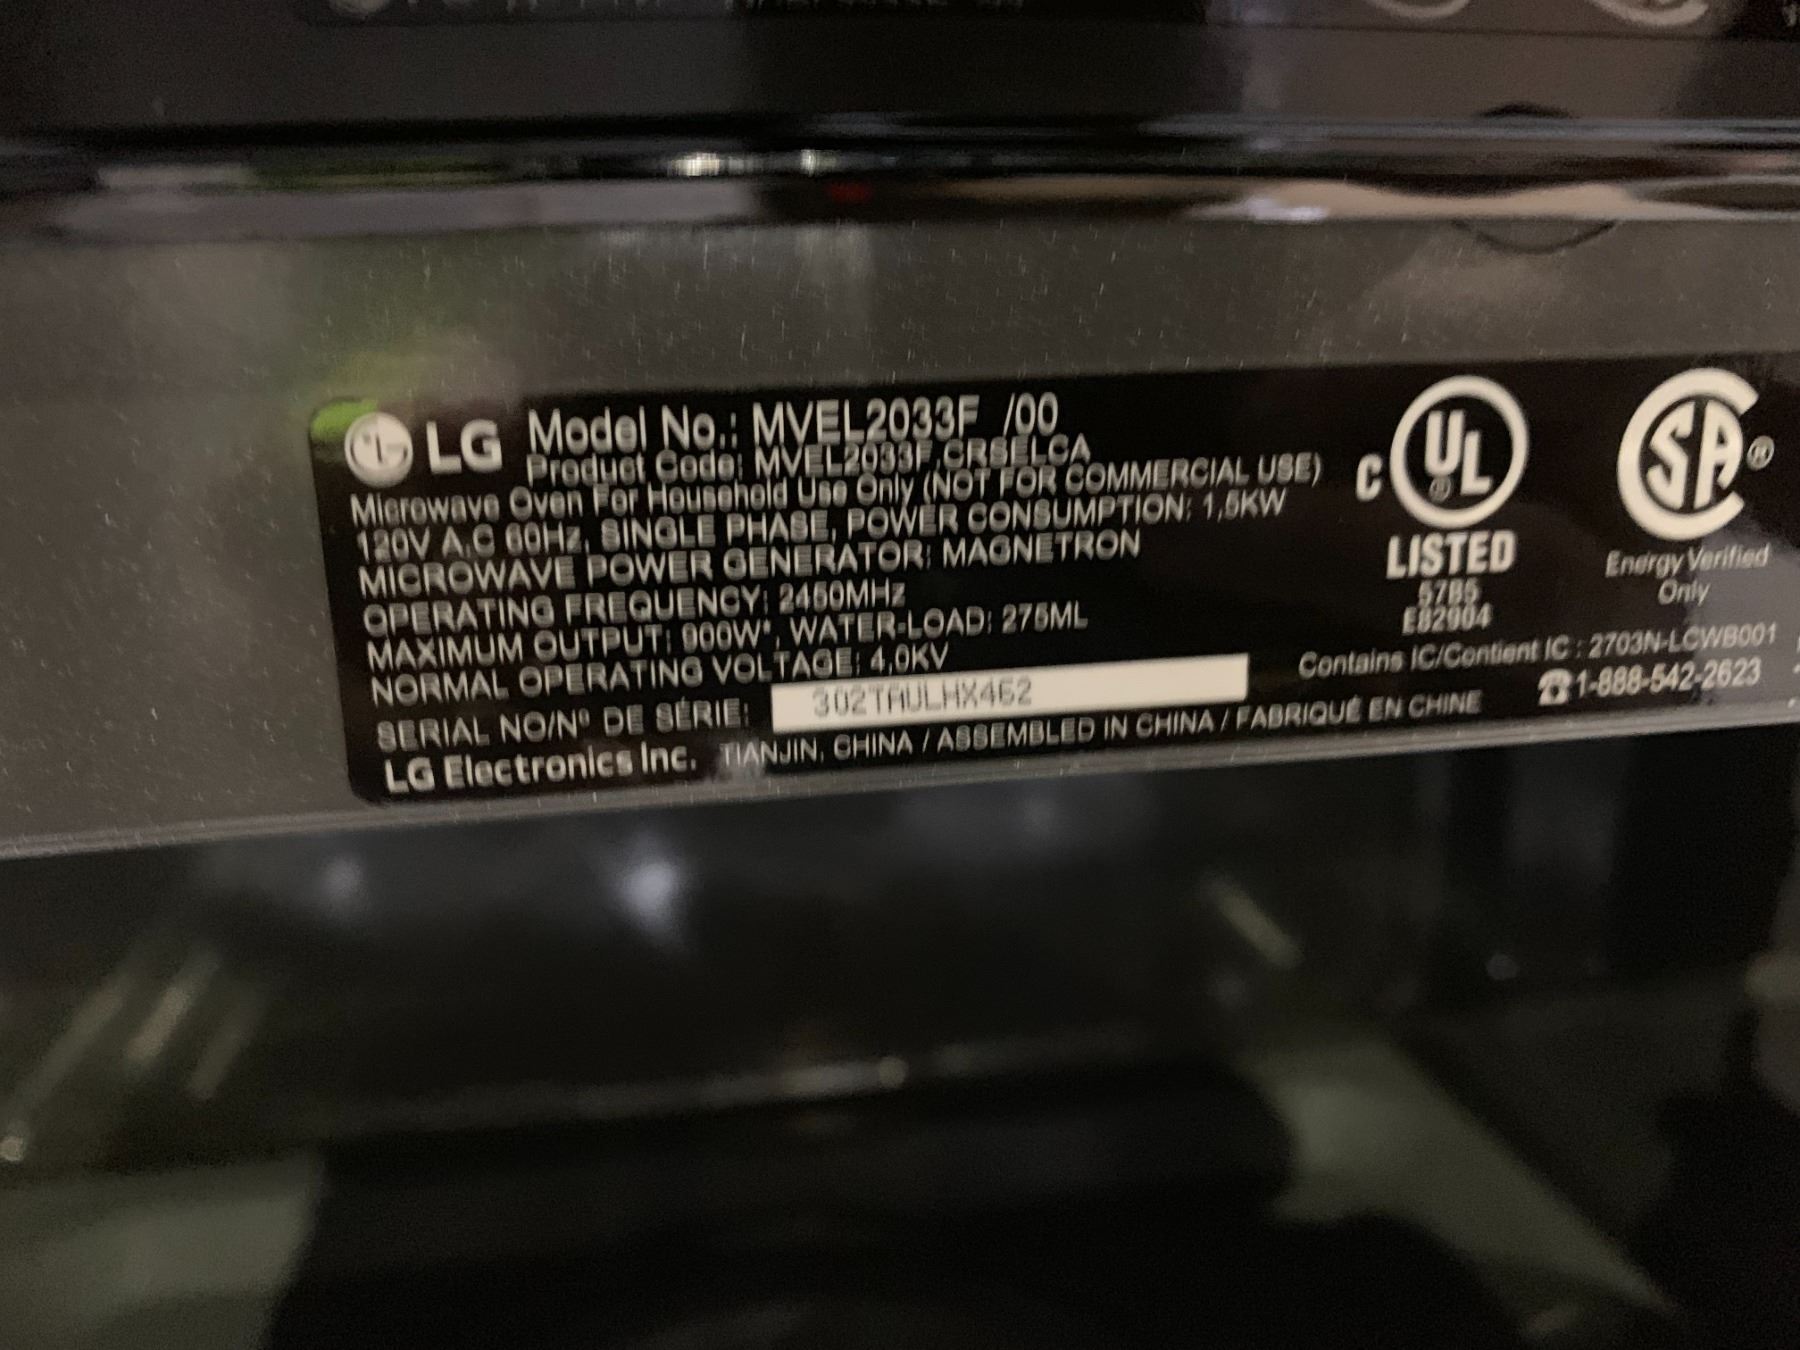 LG Model No.: MVEL2033F /00
Product Code: MVEL2033F.CRSELCA
Microwave Oven For Household Use Only (NOT FOR COMMERCIAL USE)
120V A.C 60Hz, SINGLE PHASE, POWER CONSUMPTION: 1.5KW
MICROWAVE POWER GENERATOR: MAGNETRON
OPERATING FREQUENCY: 2450MHz
MAXIMUM OUTPUT: 900W*, WATER-LOAD: 275ML
NORMAL OPERATING VOLTAGE: 4.0KV
SERIAL NO/Nº DE SÉRIE: 302TAULHX462
LG Electronics Inc. TIANJIN, CHINA / ASSEMBLED IN CHINA / FABRIQUÉ EN CHINE
C UL ®
LISTED
57B5
E82904
SA ®
Energy Verified
Only
Contains IC/Contient IC : 2703N-LCWB001
☎1-888-542-2623